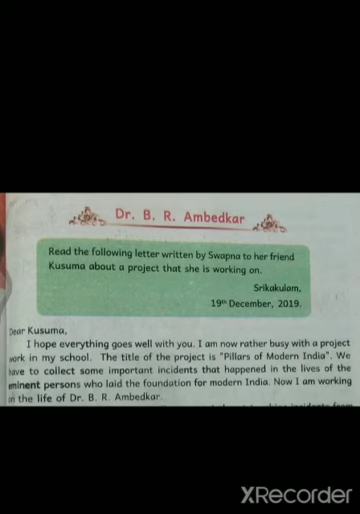 Dr. B. R. Ambedkar
Read the following letter written by Swapna to her friend
Kusuma about a project that she is working on.
Srikakulam,
19th December, 2019.
Dear Kusuma,
I hope everything goes well with you. I am now rather busy with a project
work in my school. The title of the project is "Pillars of Modern India". We
have to collect some important incidents that happened in the lives of the
eminent persons who laid the foundation for modern India. Now I am working
on the life of Dr. B. R. Ambedkar.
XRecorder